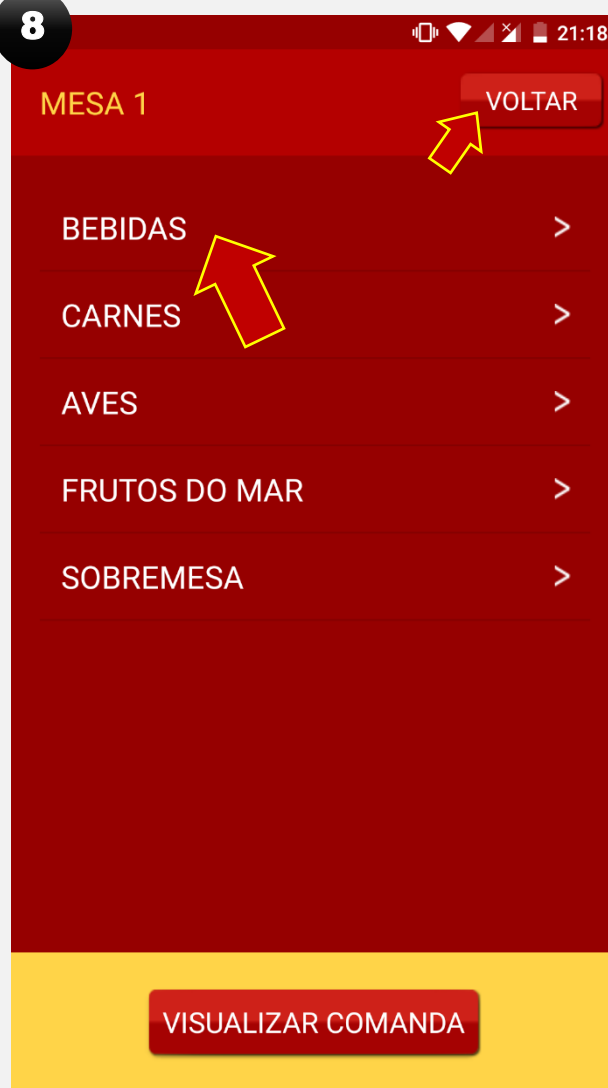 8
21:18
MESA 1
VOLTAR
BEBIDAS >
CARNES >
AVES >
FRUTOS DO MAR >
SOBREMESA >
VISUALIZAR COMANDA